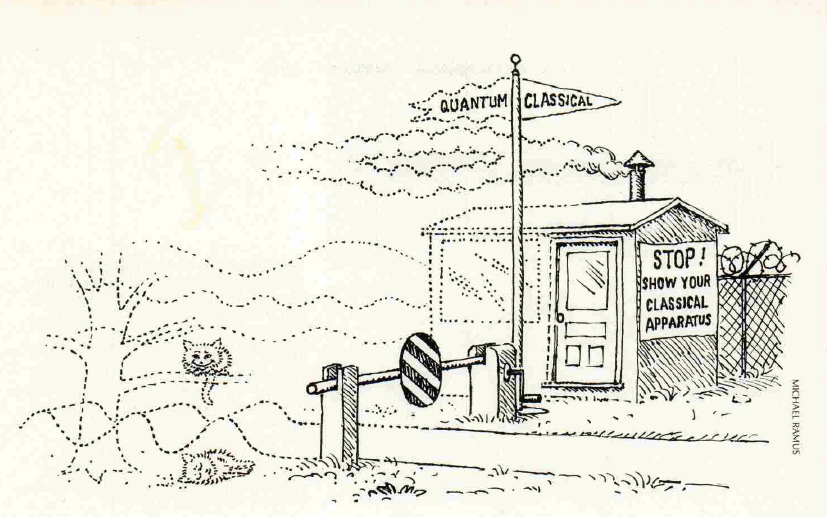 QUANTUM CLASSICAL
STOP!
SHOW YOUR
CLASSICAL
APPARATUS
MICHAEL RAMUS